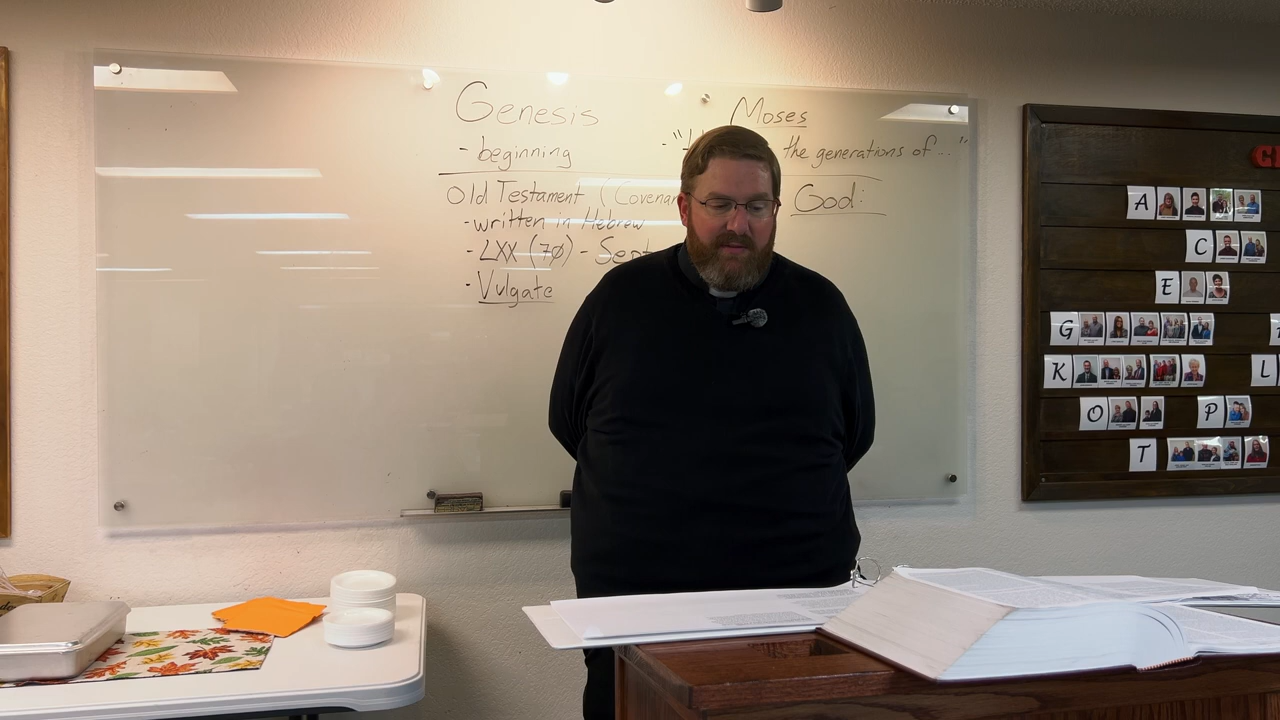 Genesis
- beginning
Old Testament (Covenan
- written in Hebrew
- LXX (70) - Sept
- Vulgate
Moses
- " the generations of ... "
God:
A
C
E
G
K
L
O
P
T